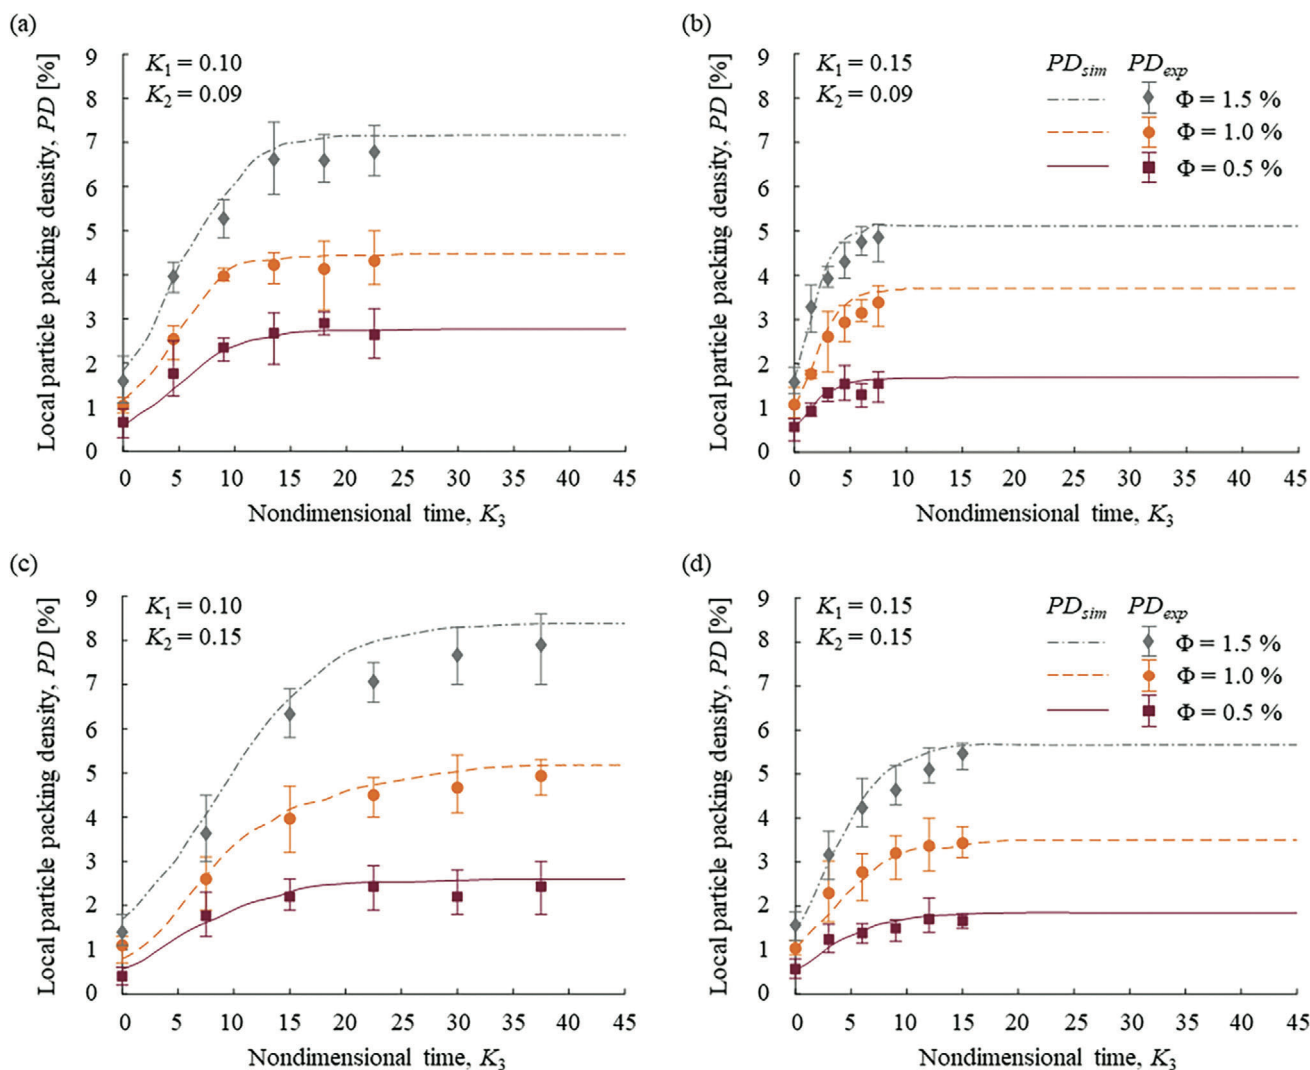 (a)
K1 = 0.10
K2 = 0.09
Local particle packing density, PD [%]
9
8
7
6
5
4
3
2
1
0
0 5 10 15 20 25 30 35 40 45
Nondimensional time, K3
(b)
K1 = 0.15
K2 = 0.09
PDsim PDexp
Φ = 1.5 %
Φ = 1.0 %
Φ = 0.5 %
Local particle packing density, PD [%]
9
8
7
6
5
4
3
2
1
0
0 5 10 15 20 25 30 35 40 45
Nondimensional time, K3
(c)
K1 = 0.10
K2 = 0.15
Local particle packing density, PD [%]
9
8
7
6
5
4
3
2
1
0
0 5 10 15 20 25 30 35 40 45
Nondimensional time, K3
(d)
K1 = 0.15
K2 = 0.15
PDsim PDexp
Φ = 1.5 %
Φ = 1.0 %
Φ = 0.5 %
Local particle packing density, PD [%]
9
8
7
6
5
4
3
2
1
0
0 5 10 15 20 25 30 35 40 45
Nondimensional time, K3